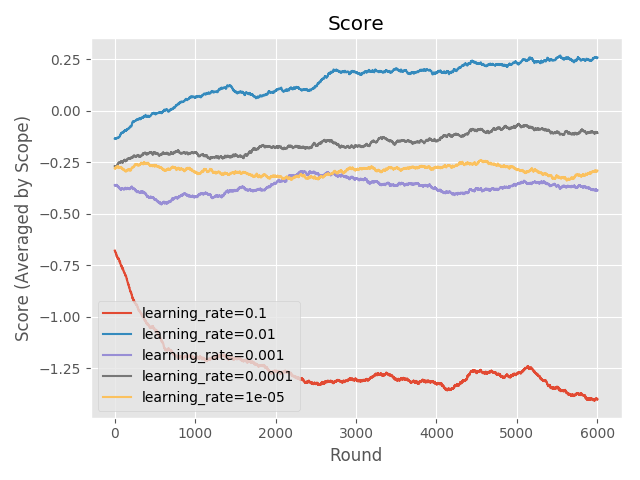 Score
Score (Averaged by Scope)
0.25
0.00
−0.25
−0.50
−0.75
−1.00
−1.25
learning_rate=0.1
learning_rate=0.01
learning_rate=0.001
learning_rate=0.0001
learning_rate=1e-05
0 1000 2000 3000 4000 5000 6000
Round